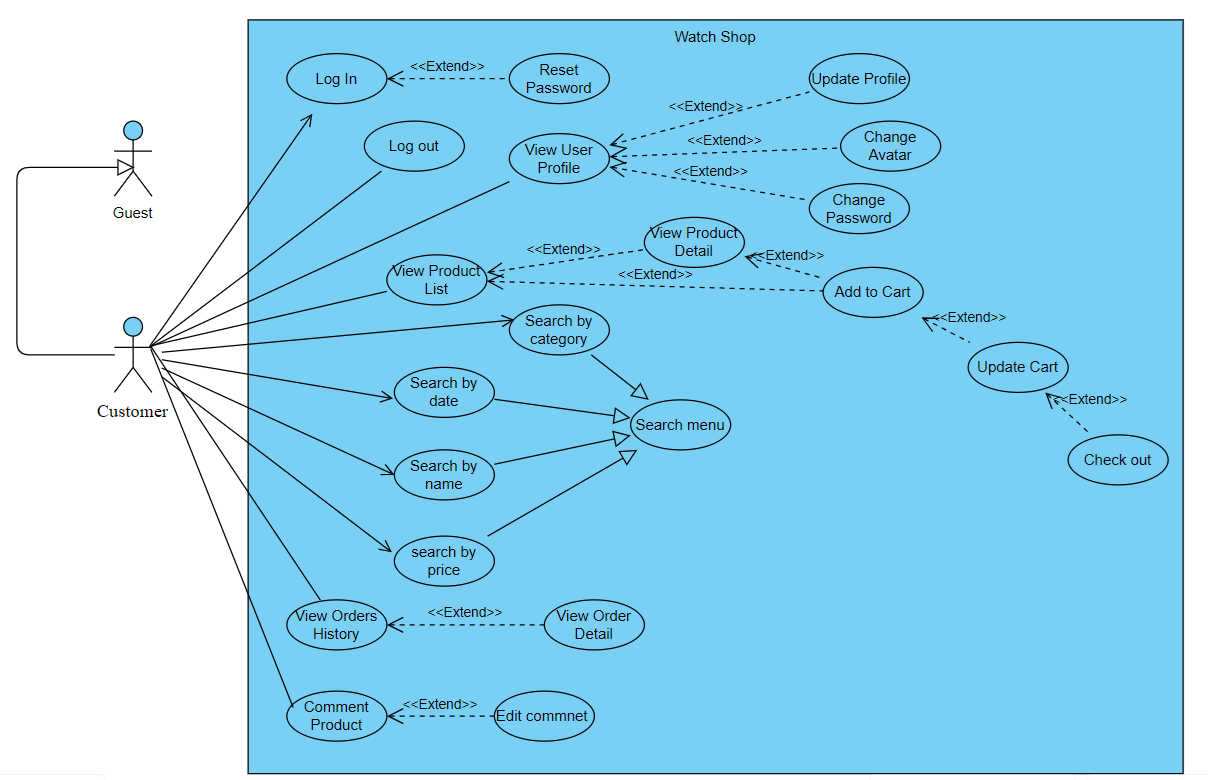 Watch Shop
Log In
<<Extend>>
Reset
Password
Update Profile
<<Extend>>
Log out
View User
Profile
<<Extend>>
Change
Avatar
<<Extend>>
Change
Password
Guest
View Product
Detail
<<Extend>>
<<Extend>>
View Product
List
<<Extend>>
Add to Cart
Search by
category
<<Extend>>
Update Cart
Search by
date
<<Extend>>
Customer
Search menu
Check out
Search by
name
search by
price
View Orders
History
<<Extend>>
View Order
Detail
Comment
Product
<<Extend>>
Edit commnet